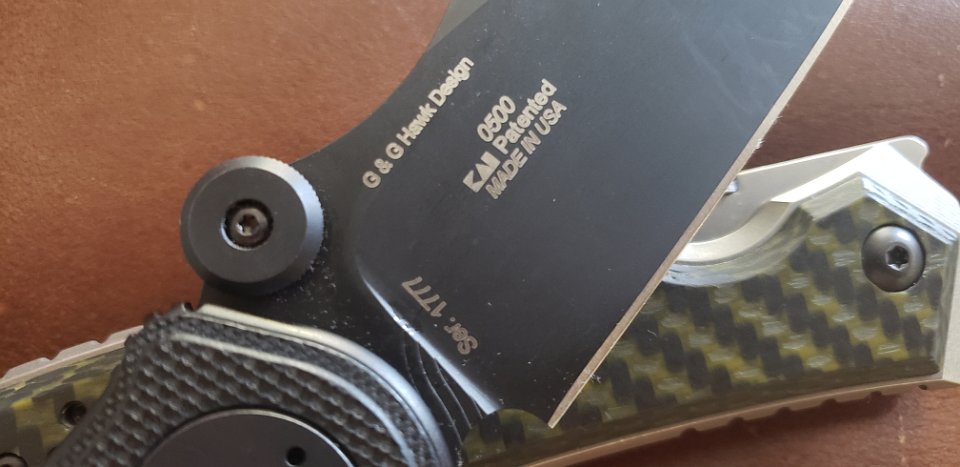 G & G Hawk Design
0500
KAI Patented
MADE IN USA
Ser. 1777